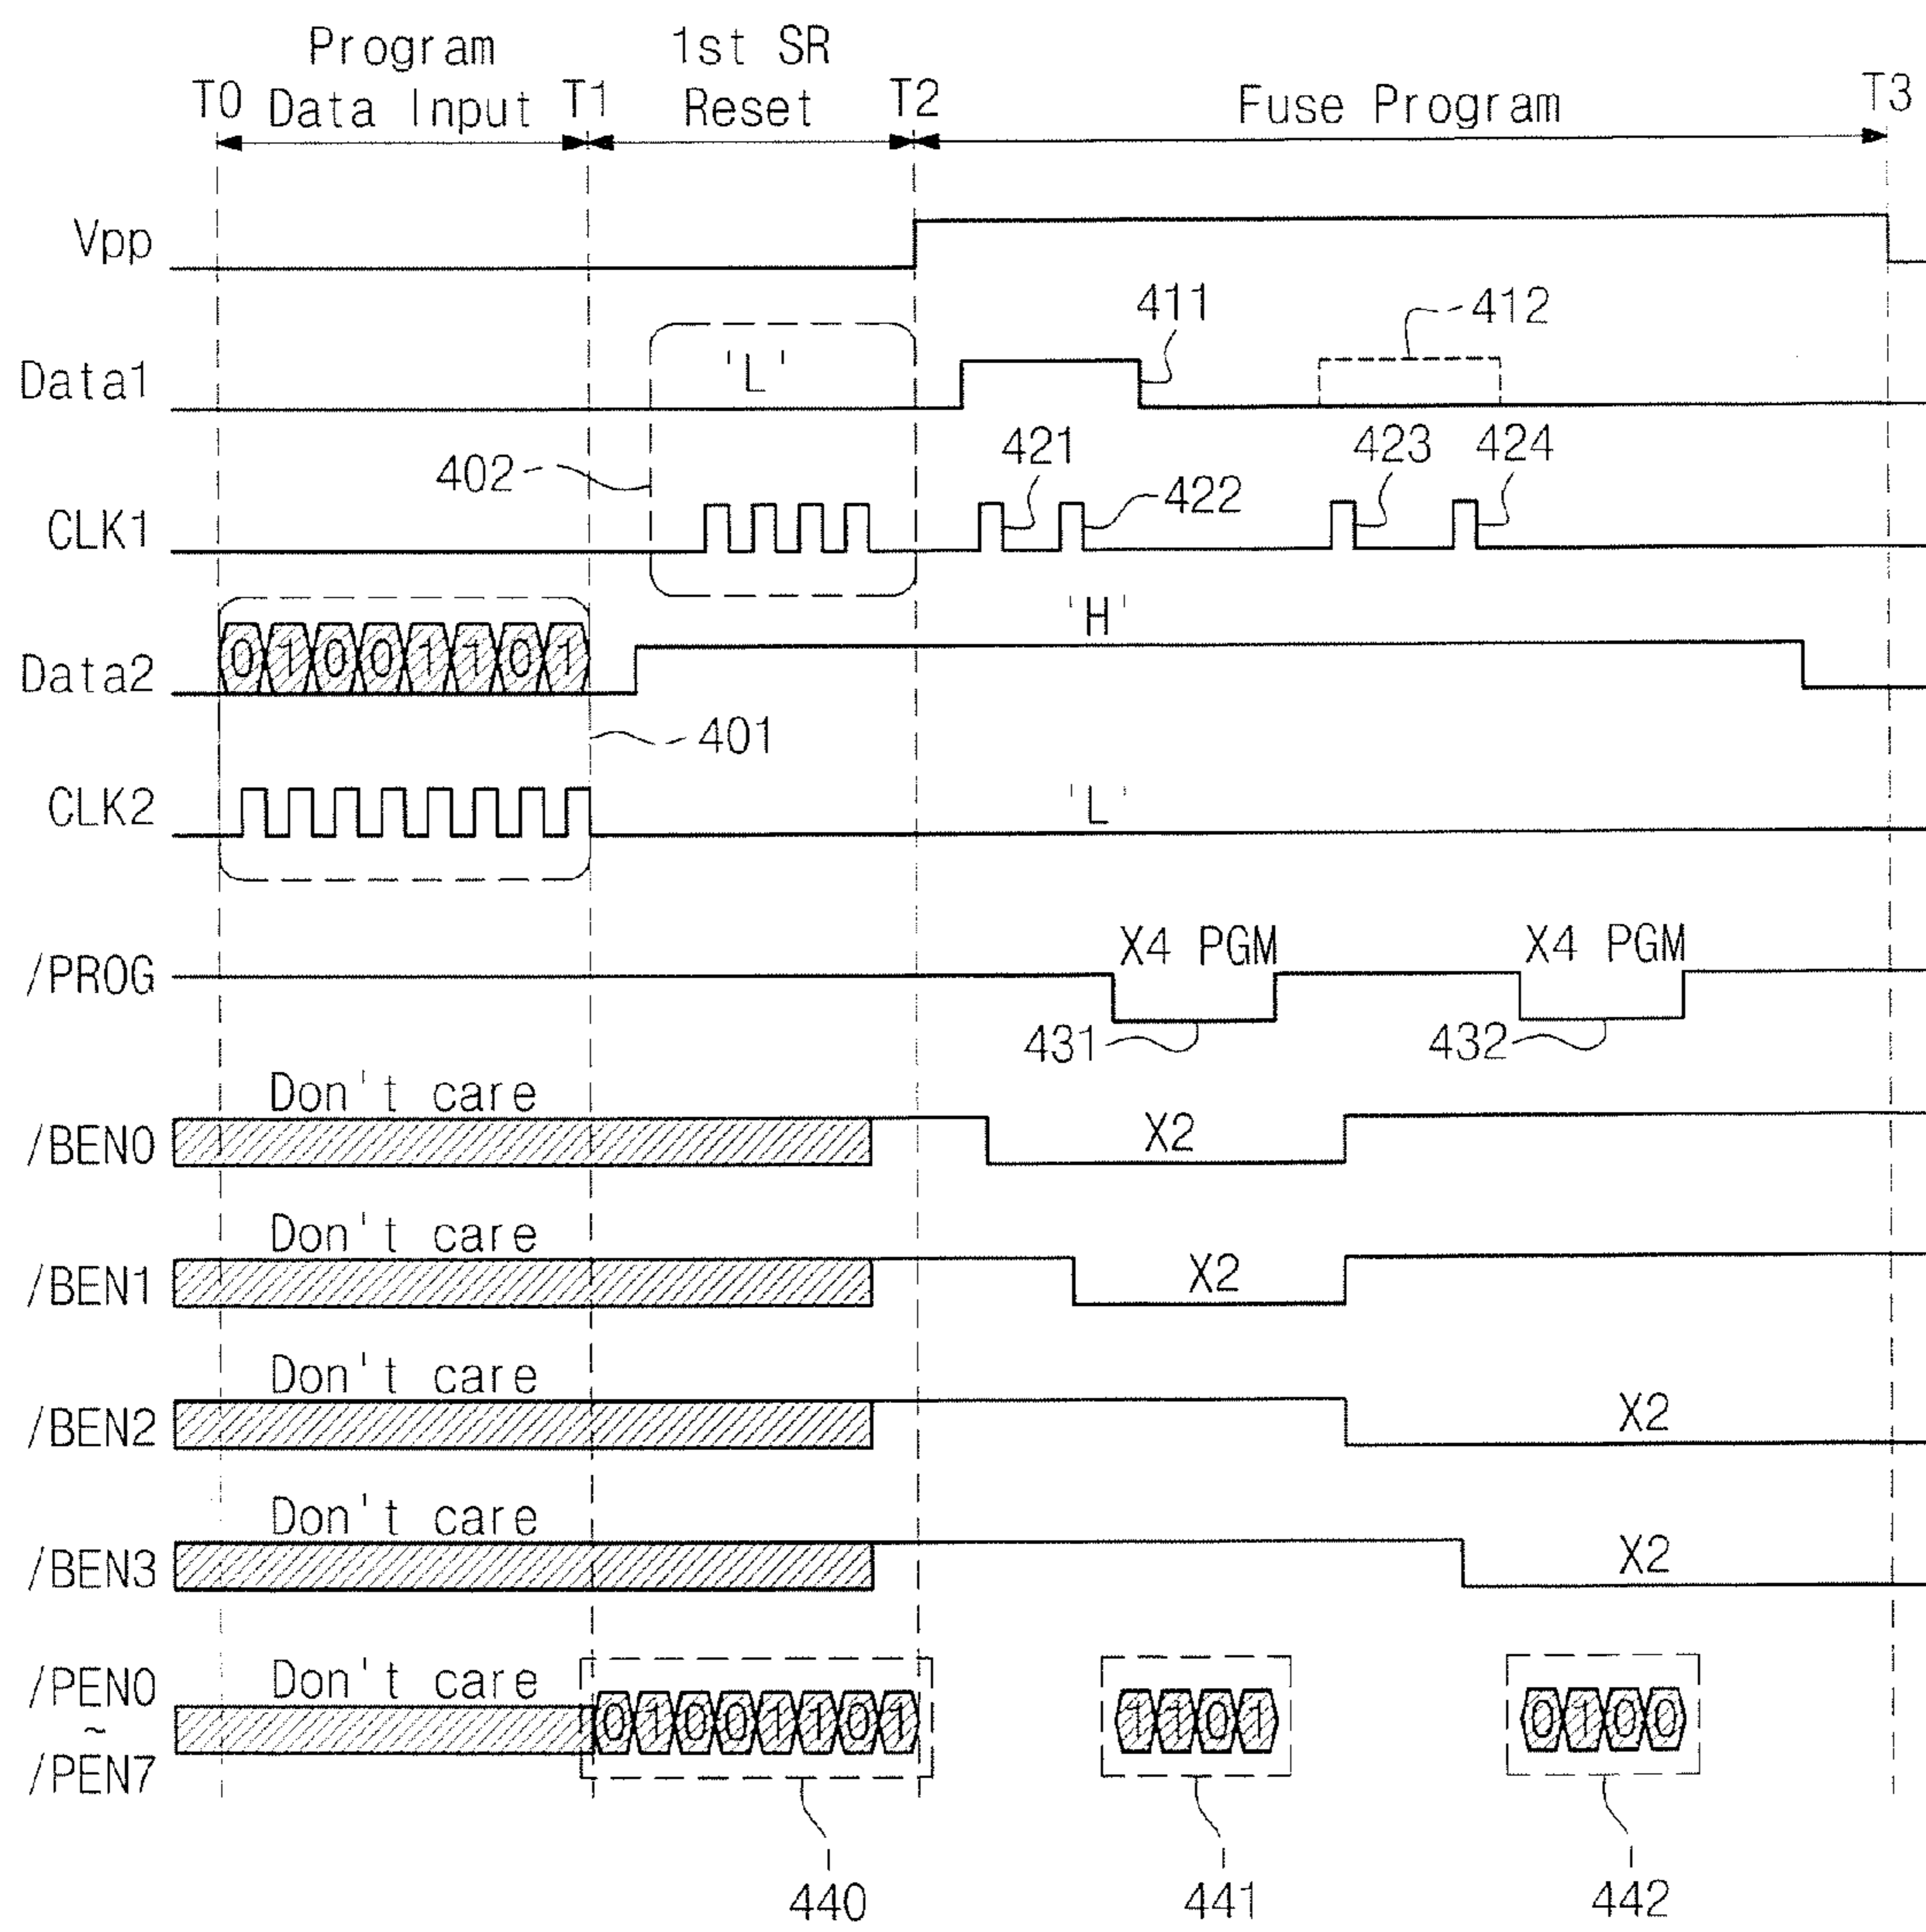 Program 1st SR
T0 Data Input T1 Reset T2 Fuse Program T3
Vpp
411
412
'L'
Data1
421
423
424
402
422
CLK1
'H'
0 1 0 0 1 1 0 1
Data2
401
CLK2
'L'
X4 PGM X4 PGM
/PROG
431
432
Don't care
/BEN0
X2
Don't care
/BEN1
X2
Don't care
/BEN2
X2
Don't care
/BEN3
X2
/PEN0
~
/PEN7
Don't care
0 1 0 0 1 1 0 1
1 1 0 1
0 1 0 0
440 441 442